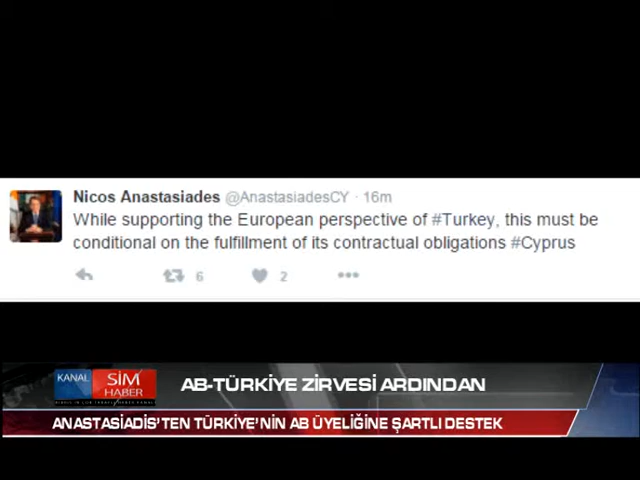 Nicos Anastasiades @AnastasiadesCY · 16m
While supporting the European perspective of #Turkey, this must be
conditional on the fulfillment of its contractual obligations #Cyprus
6 2
KANAL SİM HABER
AB-TÜRKİYE ZİRVESİ ARDINDAN
ANASTASİADİS'TEN TÜRKİYE'NİN AB ÜYELİĞİNE ŞARTLI DESTEK